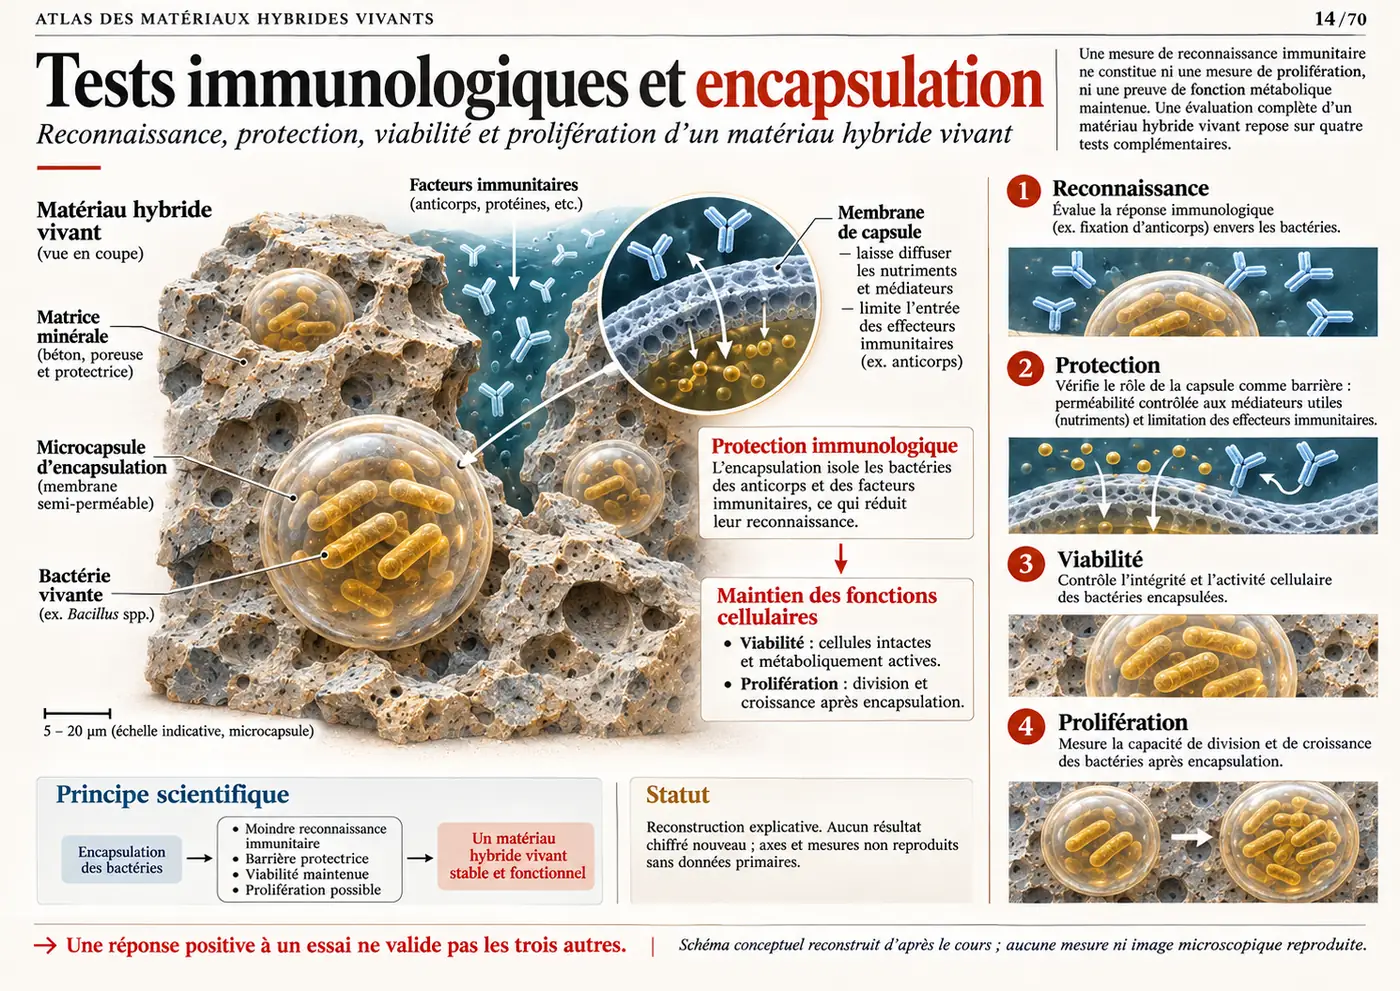 ATLAS DES MATÉRIAUX HYBRIDES VIVANTS
14/70
Tests immunologiques et encapsulation
Reconnaissance, protection, viabilité et prolifération d'un matériau hybride vivant
Une mesure de reconnaissance immunitaire
ne constitue ni une mesure de prolifération,
ni une preuve de fonction métabolique
maintenue. Une évaluation complète d'un
matériau hybride vivant repose sur quatre
tests complémentaires.
Matériau hybride
vivant
(vue en coupe)
Matrice
minérale
(béton, poreuse
et protectrice)
Microcapsule
d'encapsulation
(membrane
semi-perméable)
Bactérie
vivante
(ex. Bacillus spp.)
5 – 20 µm (échelle indicative, microcapsule)
Facteurs immunitaires
(anticorps, protéines, etc.)
Membrane
de capsule
— laisse diffuser
les nutriments
et médiateurs
— limite l'entrée
des effecteurs
immunitaires
(ex. anticorps)
Protection immunologique
L'encapsulation isole les bactéries
des anticorps et des facteurs
immunitaires, ce qui réduit
leur reconnaissance.
Maintien des fonctions
cellulaires
• Viabilité : cellules intactes
et métaboliquement actives.
• Prolifération : division et
croissance après encapsulation.
1 Reconnaissance
Évalue la réponse immunologique
(ex. fixation d'anticorps) envers les bactéries.
2 Protection
Vérifie le rôle de la capsule comme barrière :
perméabilité contrôlée aux médiateurs utiles
(nutriments) et limitation des effecteurs immunitaires.
3 Viabilité
Contrôle l'intégrité et l'activité cellulaire
des bactéries encapsulées.
4 Prolifération
Mesure la capacité de division et de croissance
des bactéries après encapsulation.
Principe scientifique
Encapsulation
des bactéries
• Moindre reconnaissance
immunitaire
• Barrière protectrice
• Viabilité maintenue
• Prolifération possible
Un matériau
hybride vivant
stable et fonctionnel
Statut
Reconstruction explicative. Aucun résultat
chiffré nouveau ; axes et mesures non reproduits
sans données primaires.
→ Une réponse positive à un essai ne valide pas les trois autres.
Schéma conceptuel reconstruit d'après le cours ; aucune mesure ni image microscopique reproduite.